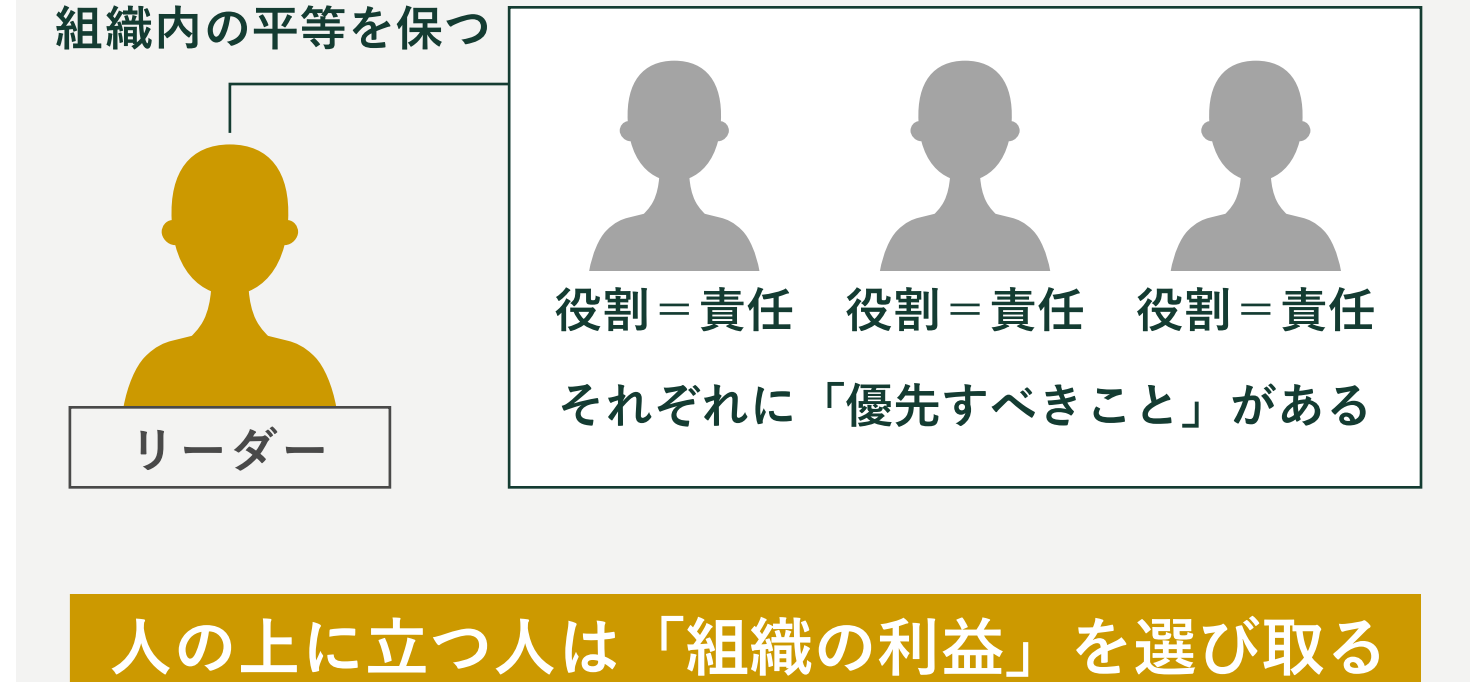 組織内の平等を保つ
役割＝責任 役割＝責任 役割＝責任
それぞれに「優先すべきこと」がある
リーダー
人の上に立つ人は「組織の利益」を選び取る